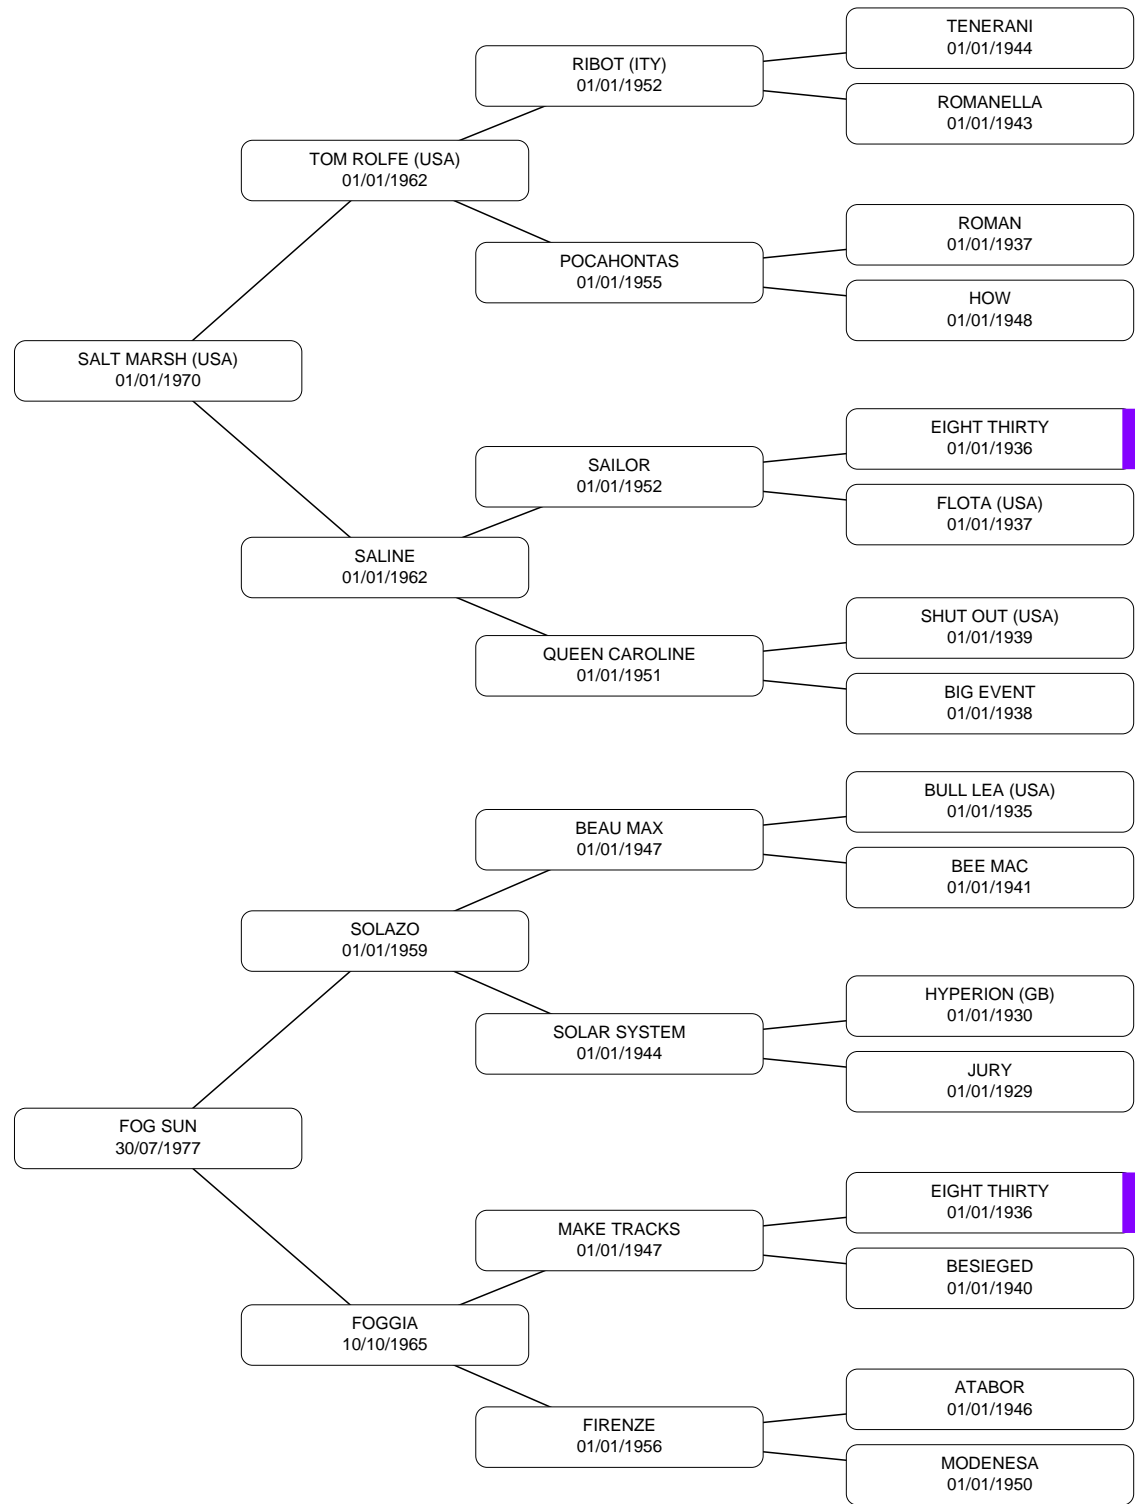 TENERANI
01/01/1944
RIBOT (ITY)
01/01/1952
ROMANELLA
01/01/1943
TOM ROLFE (USA)
01/01/1962
ROMAN
01/01/1937
POCAHONTAS
01/01/1955
HOW
01/01/1948
SALT MARSH (USA)
01/01/1970
EIGHT THIRTY
01/01/1936
SAILOR
01/01/1952
FLOTA (USA)
01/01/1937
SALINE
01/01/1962
SHUT OUT (USA)
01/01/1939
QUEEN CAROLINE
01/01/1951
BIG EVENT
01/01/1938
BULL LEA (USA)
01/01/1935
BEAU MAX
01/01/1947
BEE MAC
01/01/1941
SOLAZO
01/01/1959
HYPERION (GB)
01/01/1930
SOLAR SYSTEM
01/01/1944
JURY
01/01/1929
FOG SUN
30/07/1977
EIGHT THIRTY
01/01/1936
MAKE TRACKS
01/01/1947
BESIEGED
01/01/1940
FOGGIA
10/10/1965
ATABOR
01/01/1946
FIRENZE
01/01/1956
MODENESA
01/01/1950